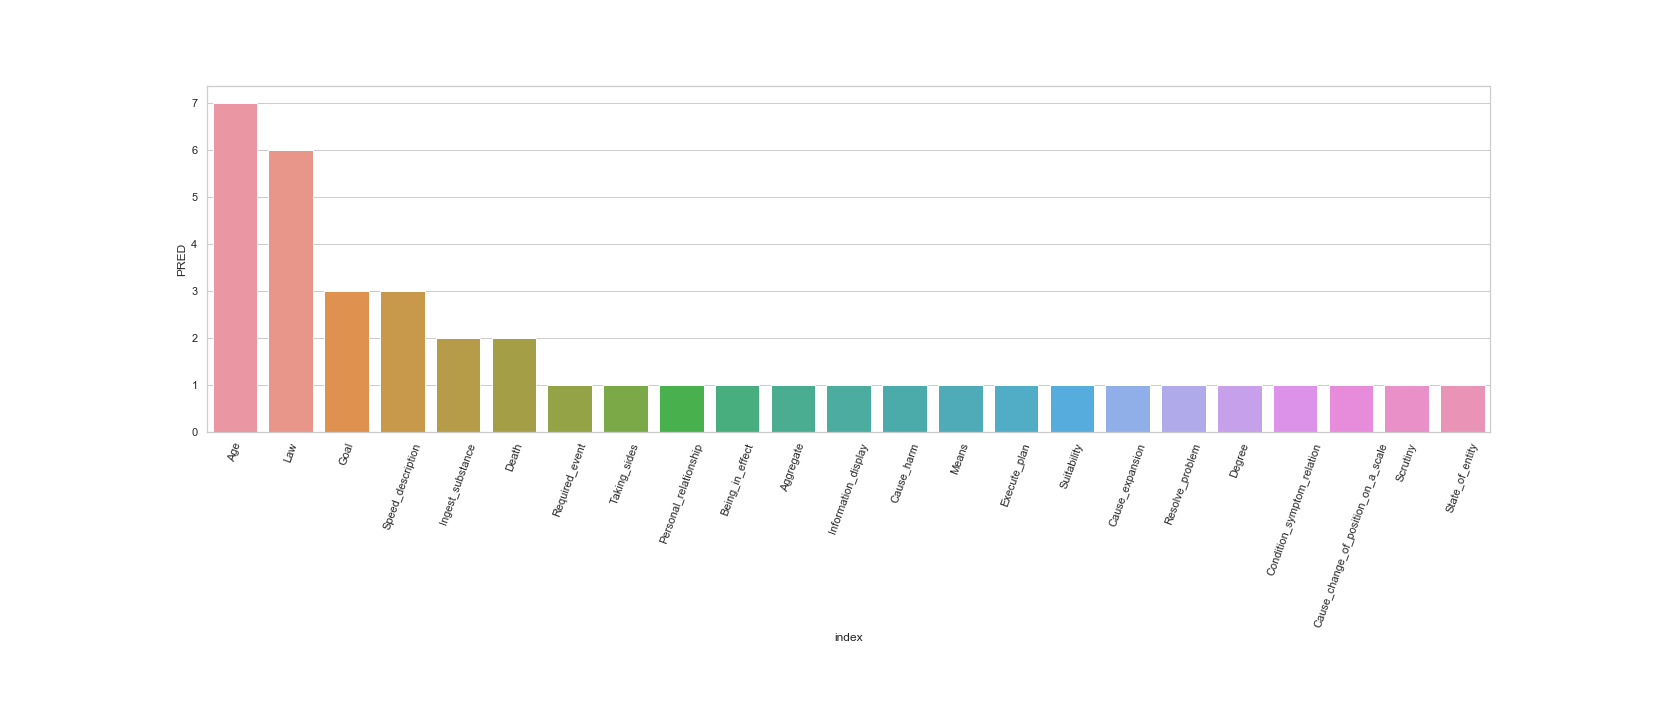 7
6
5
4
3
2
1
0
PRED
Age
Law
Goal
Speed_description
Ingest_substance
Death
Required_event
Taking_sides
Personal_relationship
Being_in_effect
Aggregate
Information_display
Cause_harm
Means
Execute_plan
Suitability
Cause_expansion
Resolve_problem
Degree
Condition_symptom_relation
Cause_change_of_position_on_a_scale
Scrutiny
State_of_entity
index